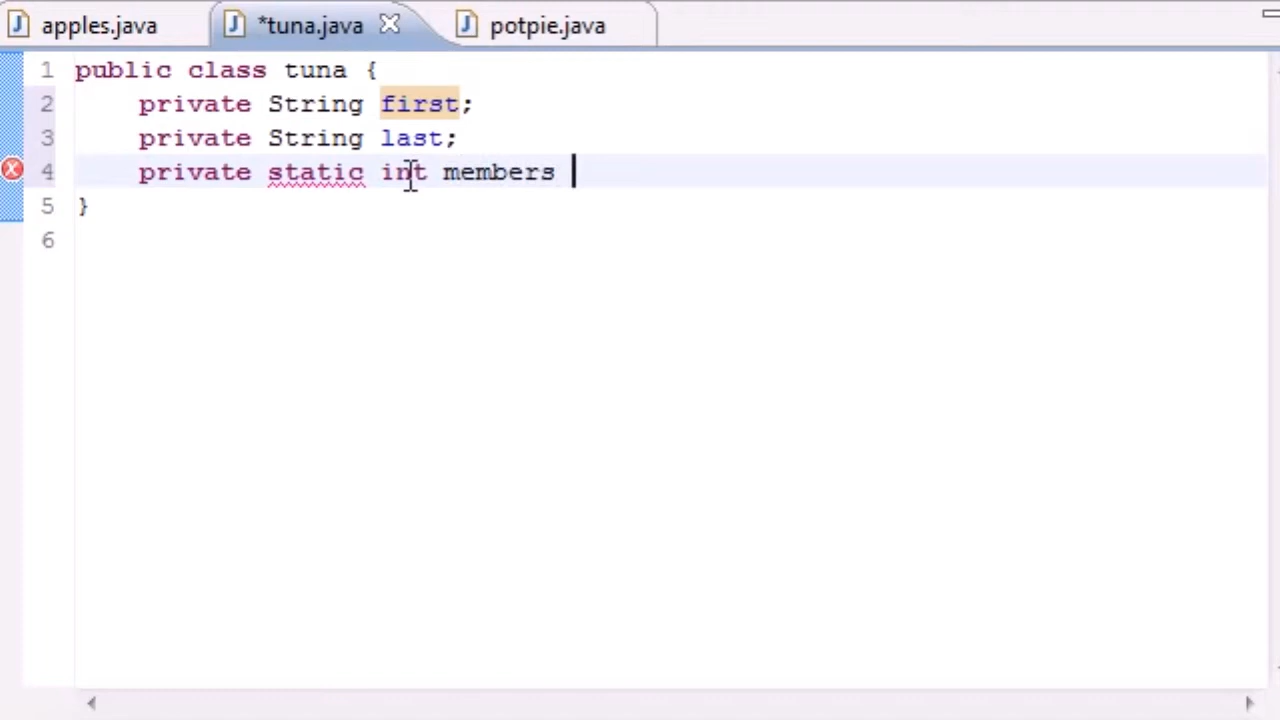 apples.java *tuna.java potpie.java
1 public class tuna {
2 private String first;
3 private String last;
4 private static int members
5 }
6